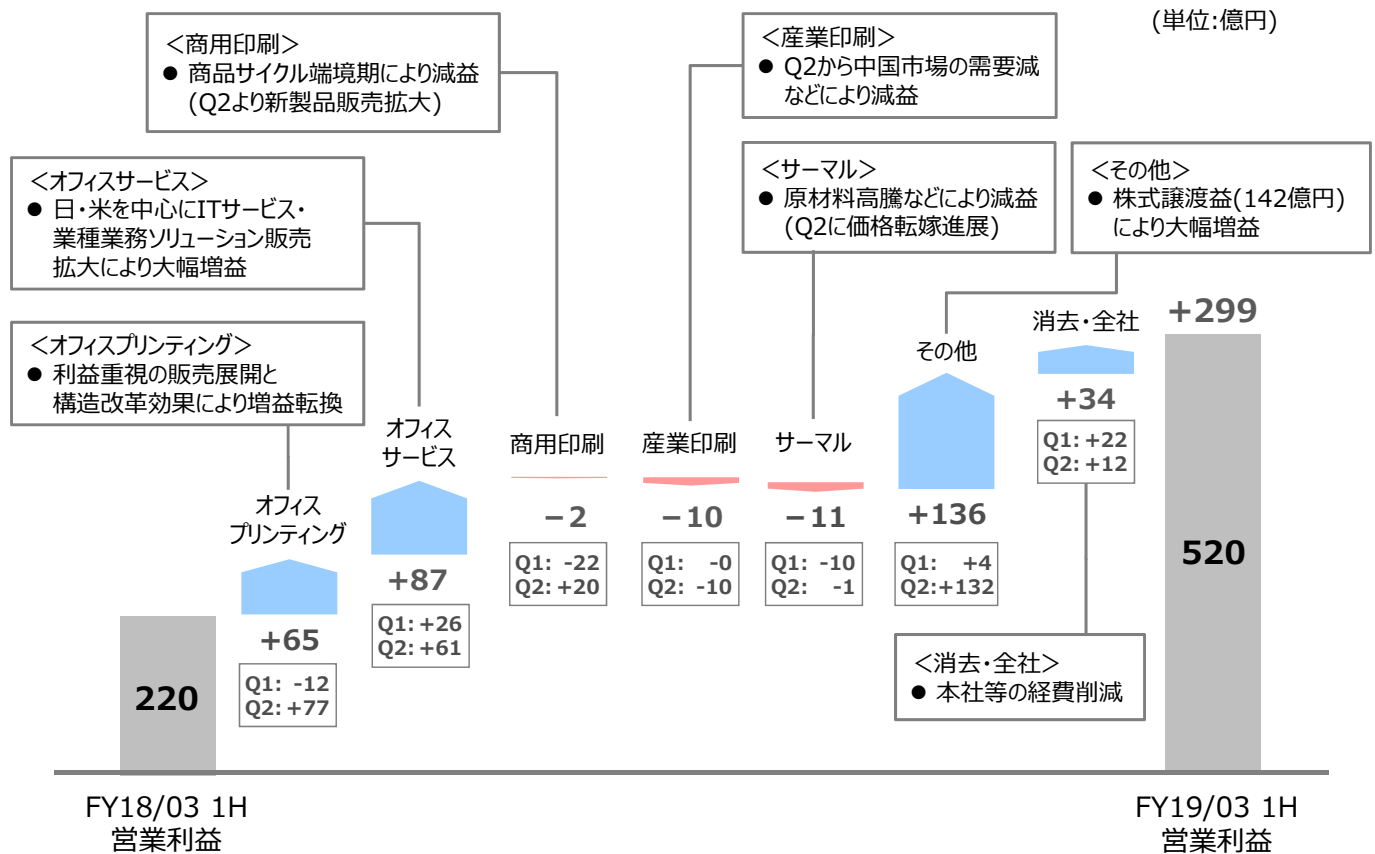 (単位:億円)
＜商用印刷＞
● 商品サイクル端境期により減益
(Q2より新製品販売拡大)
＜産業印刷＞
● Q2から中国市場の需要減
などにより減益
＜オフィスサービス＞
● 日・米を中心にITサービス・
業種業務ソリューション販売
拡大により大幅増益
＜サーマル＞
● 原材料高騰などにより減益
(Q2に価格転嫁進展)
＜その他＞
● 株式譲渡益(142億円)
により大幅増益
＜オフィスプリンティング＞
● 利益重視の販売展開と
構造改革効果により増益転換
220
オフィス
プリンティング
+65
Q1: -12
Q2: +77
オフィス
サービス
+87
Q1: +26
Q2: +61
商用印刷
−2
Q1: -22
Q2: +20
産業印刷
−10
Q1: -0
Q2: -10
サーマル
−11
Q1: -10
Q2: -1
その他
+136
Q1: +4
Q2:+132
消去・全社
+34
Q1: +22
Q2: +12
＜消去・全社＞
● 本社等の経費削減
+299
520
FY18/03 1H
営業利益
FY19/03 1H
営業利益